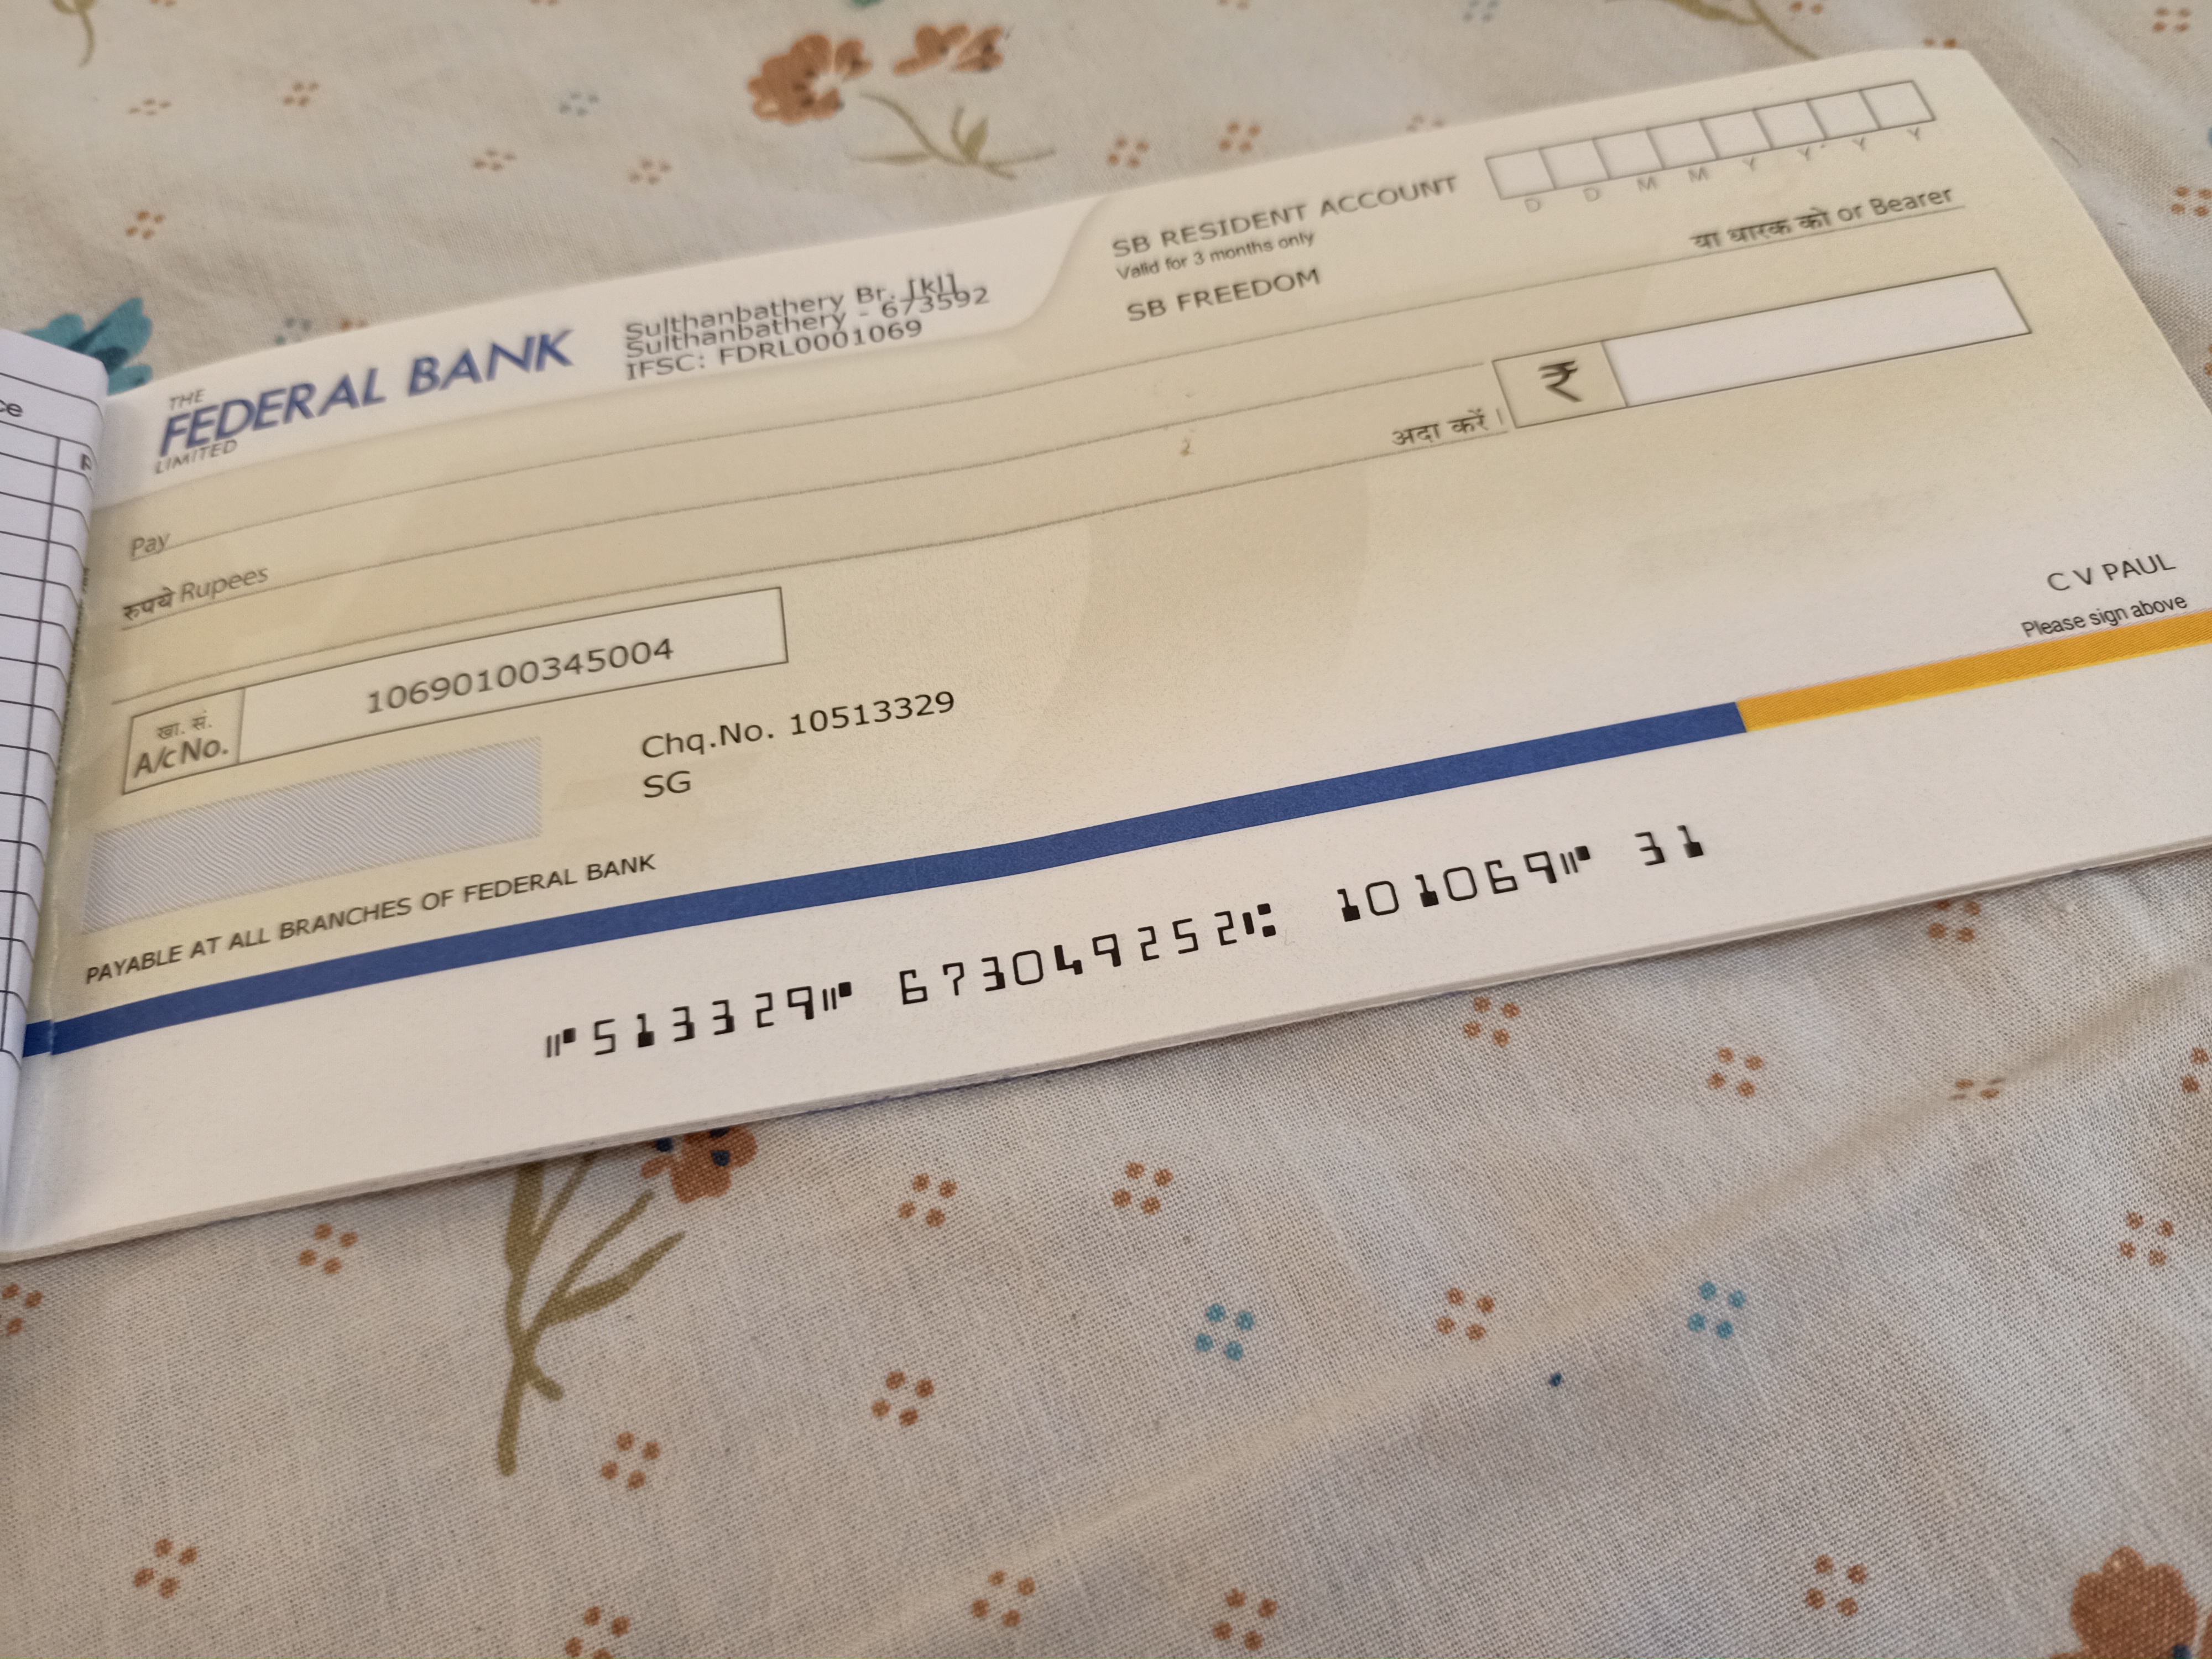 THE
FEDERAL BANK
LIMITED
Sulthanbathery Br. [kl]
Sulthanbathery - 673592
IFSC: FDRL0001069
SB RESIDENT ACCOUNT
Valid for 3 months only
SB FREEDOM
D D M M Y Y Y Y
या धारक को or Bearer
Pay
रुपये Rupees
अदा करें।
₹
खा. सं.
A/c No.
10690100345004
Chq.No. 10513329
SG
C V PAUL
Please sign above
PAYABLE AT ALL BRANCHES OF FEDERAL BANK
⑈513329⑈ 673049252⑆ 101069⑈ 31